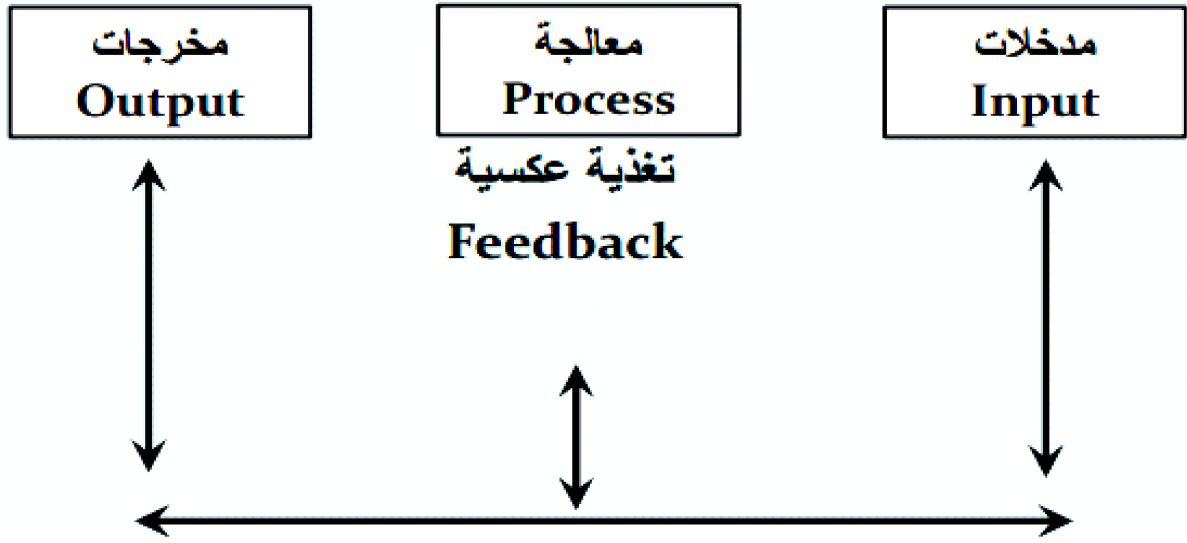 مدخلات
Input
معالجة
Process
مخرجات
Output
تغذية عكسية
Feedback